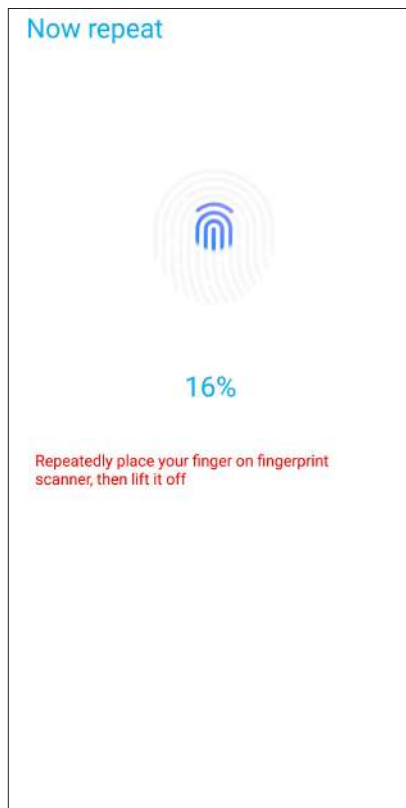 Now repeat
16%
Repeatedly place your finger on fingerprint
scanner, then lift it off